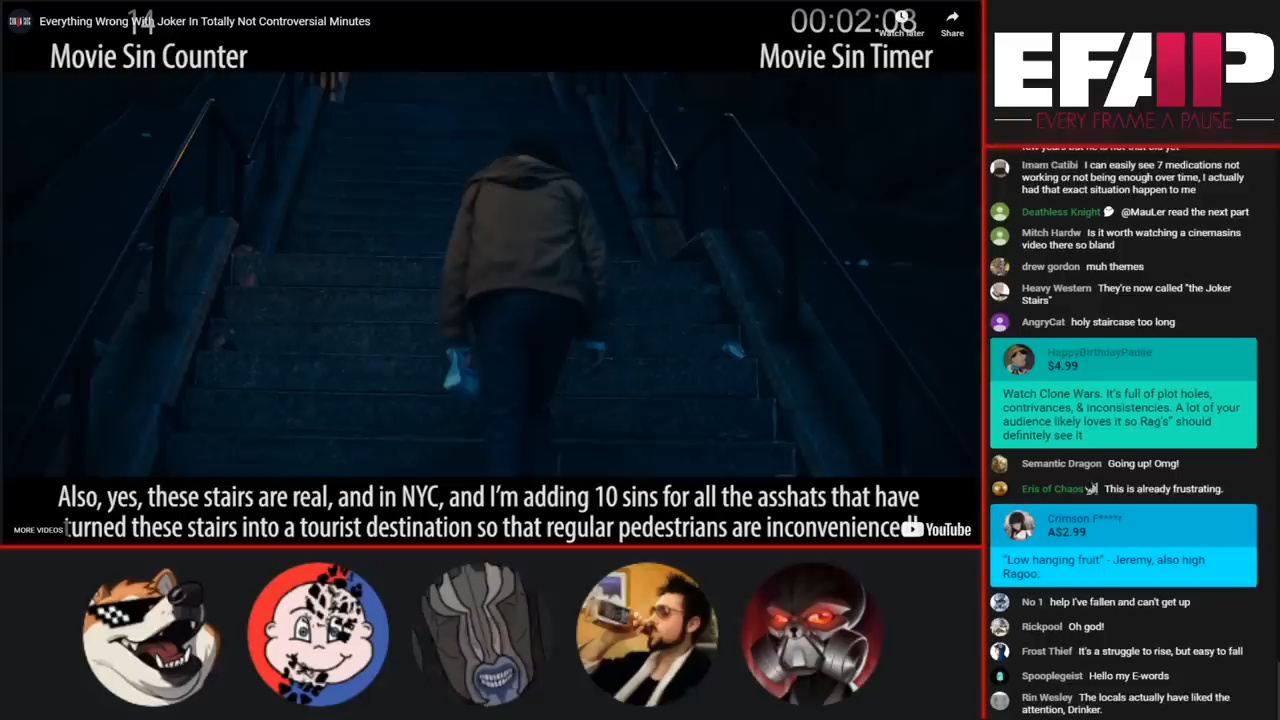 Everything Wrong With Joker In Totally Not Controversial Minutes
14
Movie Sin Counter
00:02:08
Watch later
Share
Movie Sin Timer
Also, yes, these stairs are real, and in NYC, and I'm adding 10 sins for all the asshats that have
turned these stairs into a tourist destination so that regular pedestrians are inconvenienced!!
MORE VIDEOS
YouTube
EFAP
EVERY FRAME A PAUSE
few years but he is not that old yet
Imam Catibi I can easily see 7 medications not
working or not being enough over time, I actually
had that exact situation happen to me
Deathless Knight @MauLer read the next part
Mitch Hardw Is it worth watching a cinemasins
video there so bland
drew gordon muh themes
Heavy Western They're now called "the Joker
Stairs"
AngryCat holy staircase too long
HappyBirthdayPaulie
$4.99
Watch Clone Wars. It's full of plot holes,
contrivances, & inconsistencies. A lot of your
audience likely loves it so Rag's" should
definitely see it
Semantic Dragon Going up! Omg!
Eris of Chaos This is already frustrating.
Crimson F****r
A$2.99
"Low hanging fruit" - Jeremy, also high
Ragoo.
No 1 help I've fallen and can't get up
Rickpool Oh god!
Frost Thief It's a struggle to rise, but easy to fall
Spooplegeist Hello my E-words
Rin Wesley The locals actually have liked the
attention, Drinker.